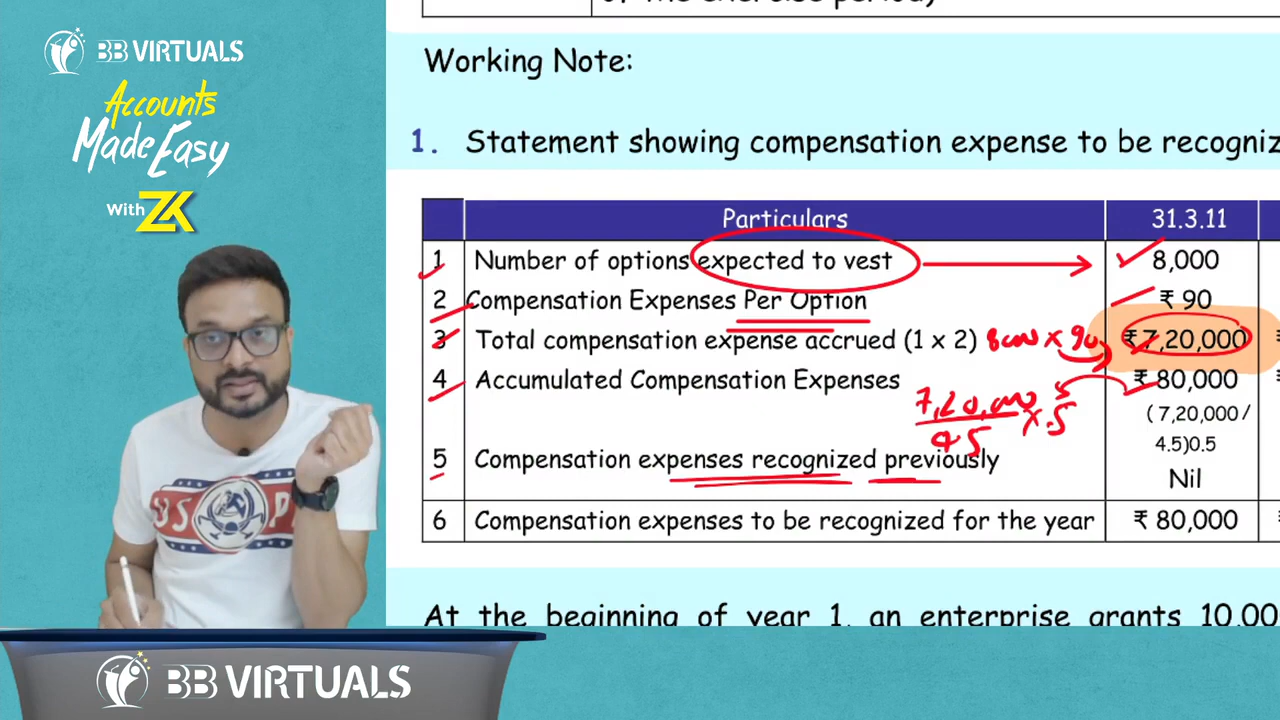 BB VIRTUALS
Accounts
Made Easy
With ZK
of the exercise period)
Working Note:
1. Statement showing compensation expense to be recogniz
Particulars 31.3.11
1 Number of options expected to vest 8,000
2 Compensation Expenses Per Option ₹ 90
3 Total compensation expense accrued (1 x 2) 8000 x 90 ₹ 7,20,000
4 Accumulated Compensation Expenses ₹ 80,000
7,20,000 x .5 (7,20,000 /
4.5 4.5)0.5
5 Compensation expenses recognized previously Nil
6 Compensation expenses to be recognized for the year ₹ 80,000
At the beginning of year 1, an enterprise grants 10,00
US P
BB VIRTUALS